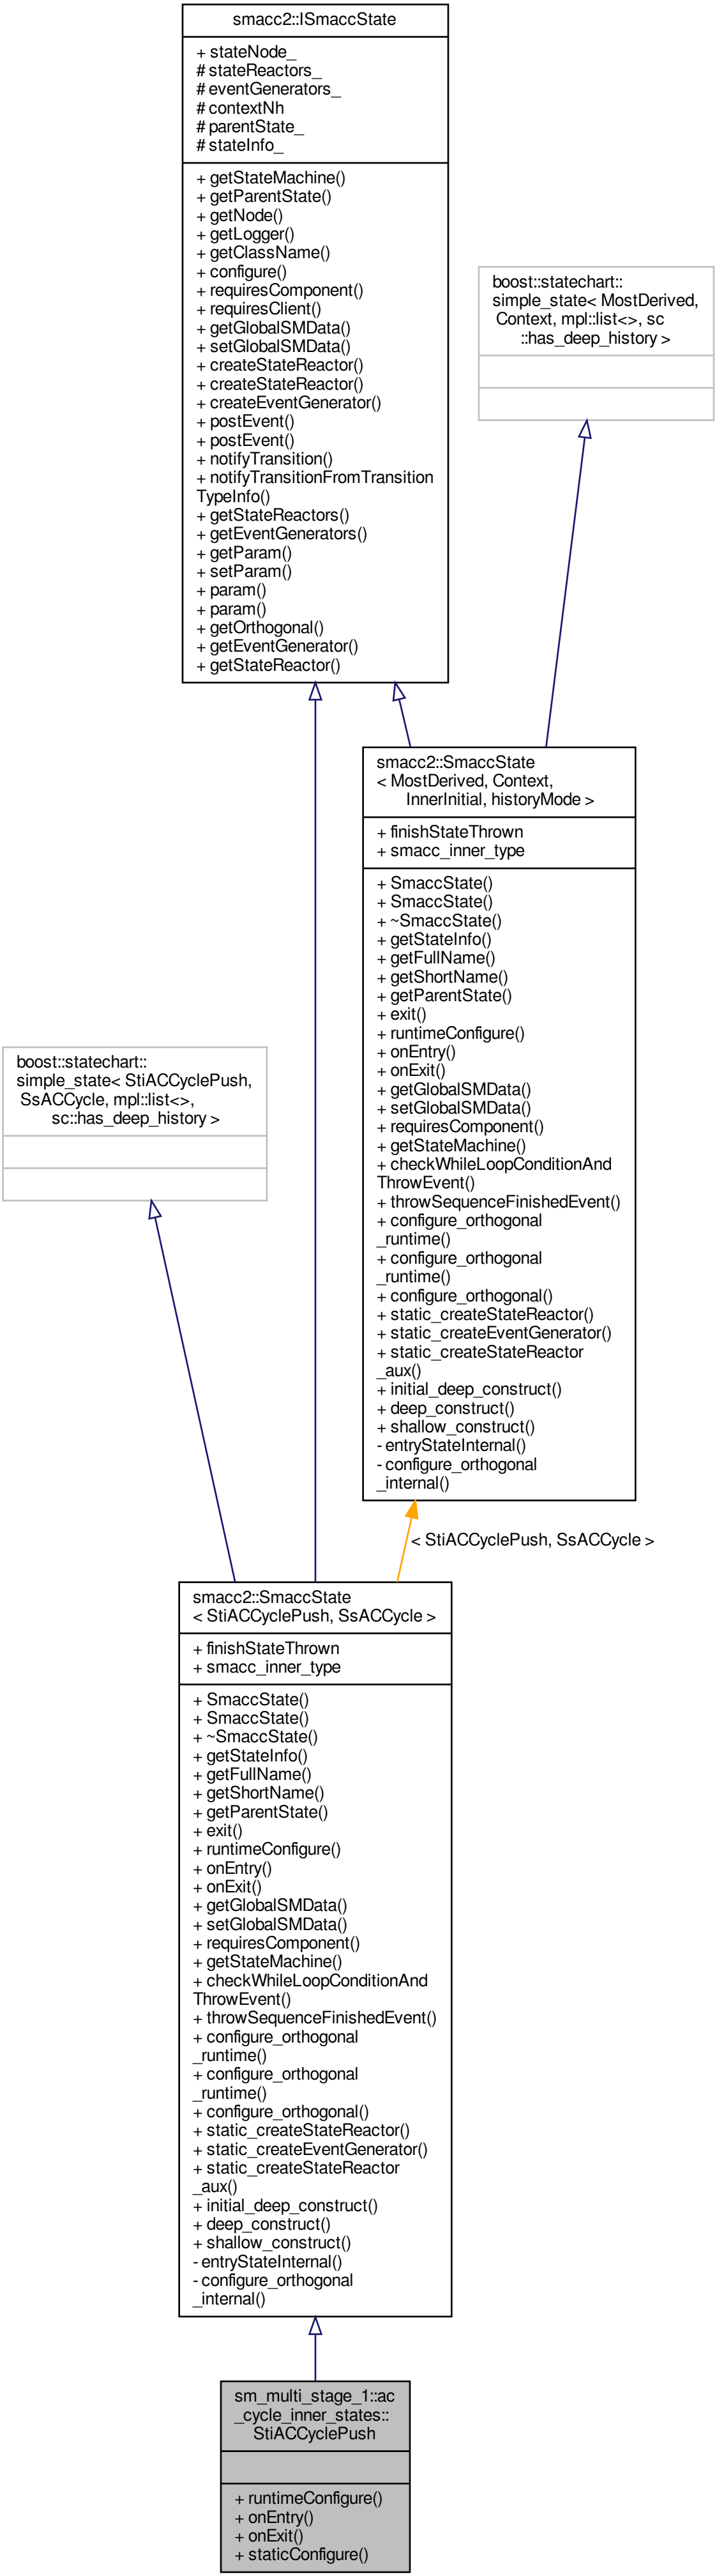 smacc2::ISmaccState
+ stateNode_
# stateReactors_
# eventGenerators_
# contextNh
# parentState_
# stateInfo_
+ getStateMachine()
+ getParentState()
+ getNode()
+ getLogger()
+ getClassName()
+ configure()
+ requiresComponent()
+ requiresClient()
+ getGlobalSMData()
+ setGlobalSMData()
+ createStateReactor()
+ createStateReactor()
+ createEventGenerator()
+ postEvent()
+ postEvent()
+ notifyTransition()
+ notifyTransitionFromTransition
TypeInfo()
+ getStateReactors()
+ getEventGenerators()
+ getParam()
+ setParam()
+ param()
+ param()
+ getOrthogonal()
+ getEventGenerator()
+ getStateReactor()
boost::statechart::
simple_state< MostDerived,
Context, mpl::list<>, sc
::has_deep_history >
smacc2::SmaccState
< MostDerived, Context,
InnerInitial, historyMode >
+ finishStateThrown
+ smacc_inner_type
+ SmaccState()
+ SmaccState()
+ ~SmaccState()
+ getStateInfo()
+ getFullName()
+ getShortName()
+ getParentState()
+ exit()
+ runtimeConfigure()
+ onEntry()
+ onExit()
+ getGlobalSMData()
+ setGlobalSMData()
+ requiresComponent()
+ getStateMachine()
+ checkWhileLoopConditionAnd
ThrowEvent()
+ throwSequenceFinishedEvent()
+ configure_orthogonal
_runtime()
+ configure_orthogonal
_runtime()
+ configure_orthogonal()
+ static_createStateReactor()
+ static_createEventGenerator()
+ static_createStateReactor
_aux()
+ initial_deep_construct()
+ deep_construct()
+ shallow_construct()
- entryStateInternal()
- configure_orthogonal
_internal()
boost::statechart::
simple_state< StiACCyclePush,
SsACCycle, mpl::list<>,
sc::has_deep_history >
< StiACCyclePush, SsACCycle >
smacc2::SmaccState
< StiACCyclePush, SsACCycle >
+ finishStateThrown
+ smacc_inner_type
+ SmaccState()
+ SmaccState()
+ ~SmaccState()
+ getStateInfo()
+ getFullName()
+ getShortName()
+ getParentState()
+ exit()
+ runtimeConfigure()
+ onEntry()
+ onExit()
+ getGlobalSMData()
+ setGlobalSMData()
+ requiresComponent()
+ getStateMachine()
+ checkWhileLoopConditionAnd
ThrowEvent()
+ throwSequenceFinishedEvent()
+ configure_orthogonal
_runtime()
+ configure_orthogonal
_runtime()
+ configure_orthogonal()
+ static_createStateReactor()
+ static_createEventGenerator()
+ static_createStateReactor
_aux()
+ initial_deep_construct()
+ deep_construct()
+ shallow_construct()
- entryStateInternal()
- configure_orthogonal
_internal()
sm_multi_stage_1::ac
_cycle_inner_states::
StiACCyclePush
+ runtimeConfigure()
+ onEntry()
+ onExit()
+ staticConfigure()